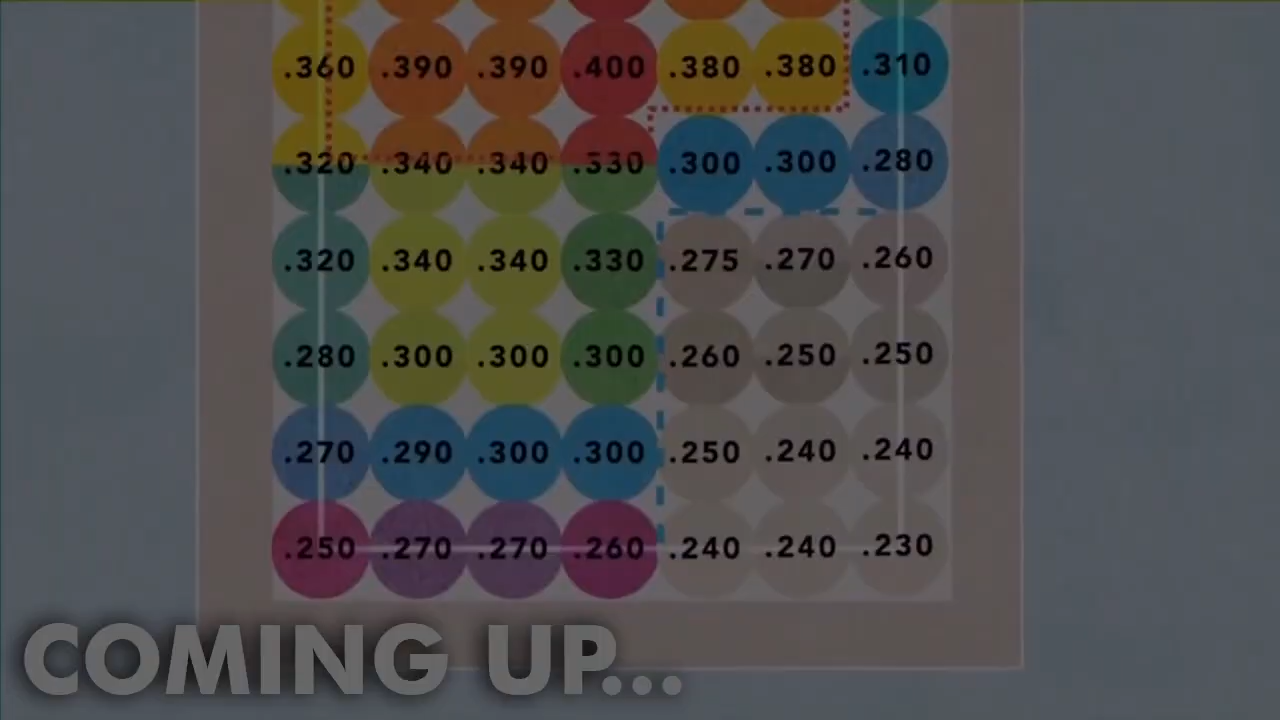 .360 .390 .390 .400 .380 .380 .310
.320 .340 .340 .330 .300 .300 .280
.320 .340 .340 .330 .275 .270 .260
.280 .300 .300 .300 .260 .250 .250
.270 .290 .300 .300 .250 .240 .240
.250 .270 .270 .260 .240 .240 .230
COMING UP...